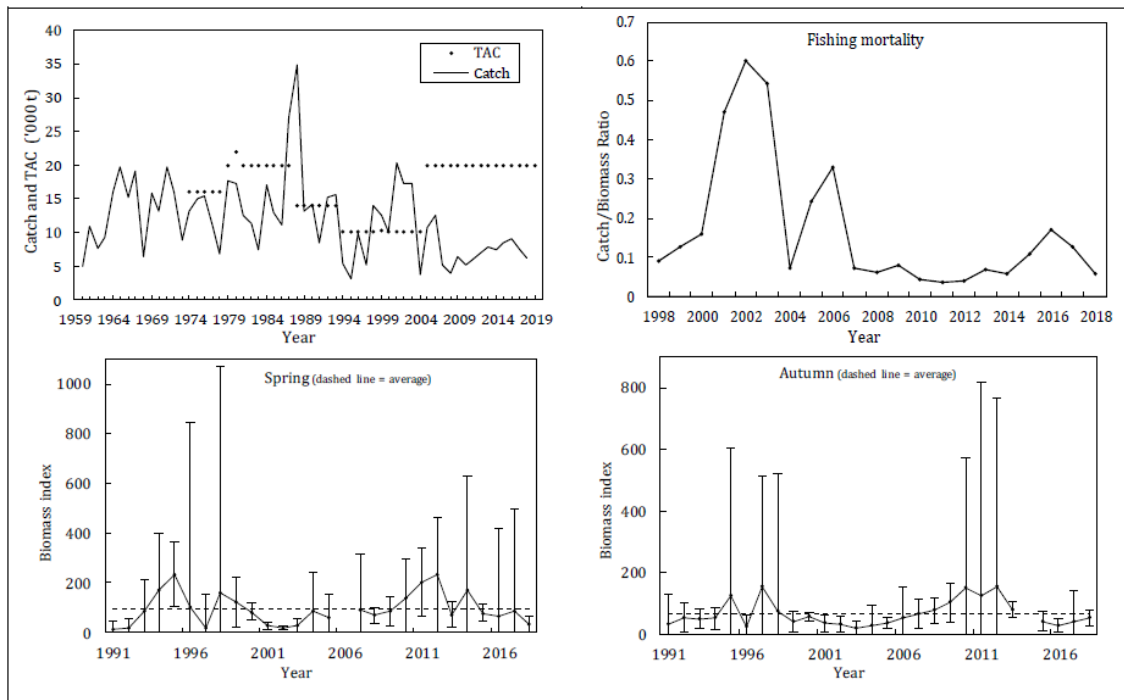 40
35
30
25
20
15
10
5
0
Catch and TAC ('000 t)
TAC
Catch
1959 1964 1969 1974 1979 1984 1989 1994 1999 2004 2009 2014 2019
Year
0.7
0.6
0.5
0.4
0.3
0.2
0.1
0
Catch/Biomass Ratio
Fishing mortality
1998 2000 2002 2004 2006 2008 2010 2012 2014 2016 2018
Year
1000
800
600
400
200
0
Biomass index
Spring (dashed line = average)
1991 1996 2001 2006 2011 2016
Year
800
600
400
200
0
Biomass index
Autumn (dashed line = average)
1991 1996 2001 2006 2011 2016
Year